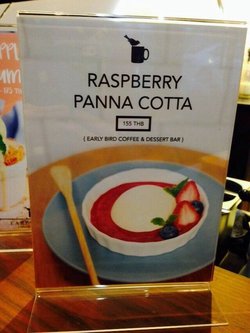 RASPBERRY
PANNA COTTA
155 THB
( EARLY BIRD COFFEE & DESSERT BAR )